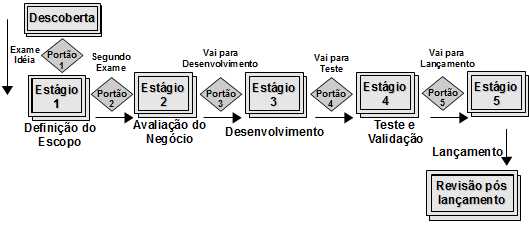 Descoberta
Exame
Idéia
Portão
1
Segundo
Exame
Vai para
Desenvolvimento
Vai para
Teste
Vai para
Lançamento
Estágio
1
Portão
2
Estágio
2
Portão
3
Estágio
3
Portão
4
Estágio
4
Portão
5
Estágio
5
Definição do
Escopo
Avaliação do
Negócio
Desenvolvimento
Teste e
Validação
Lançamento
Revisão pós
lançamento